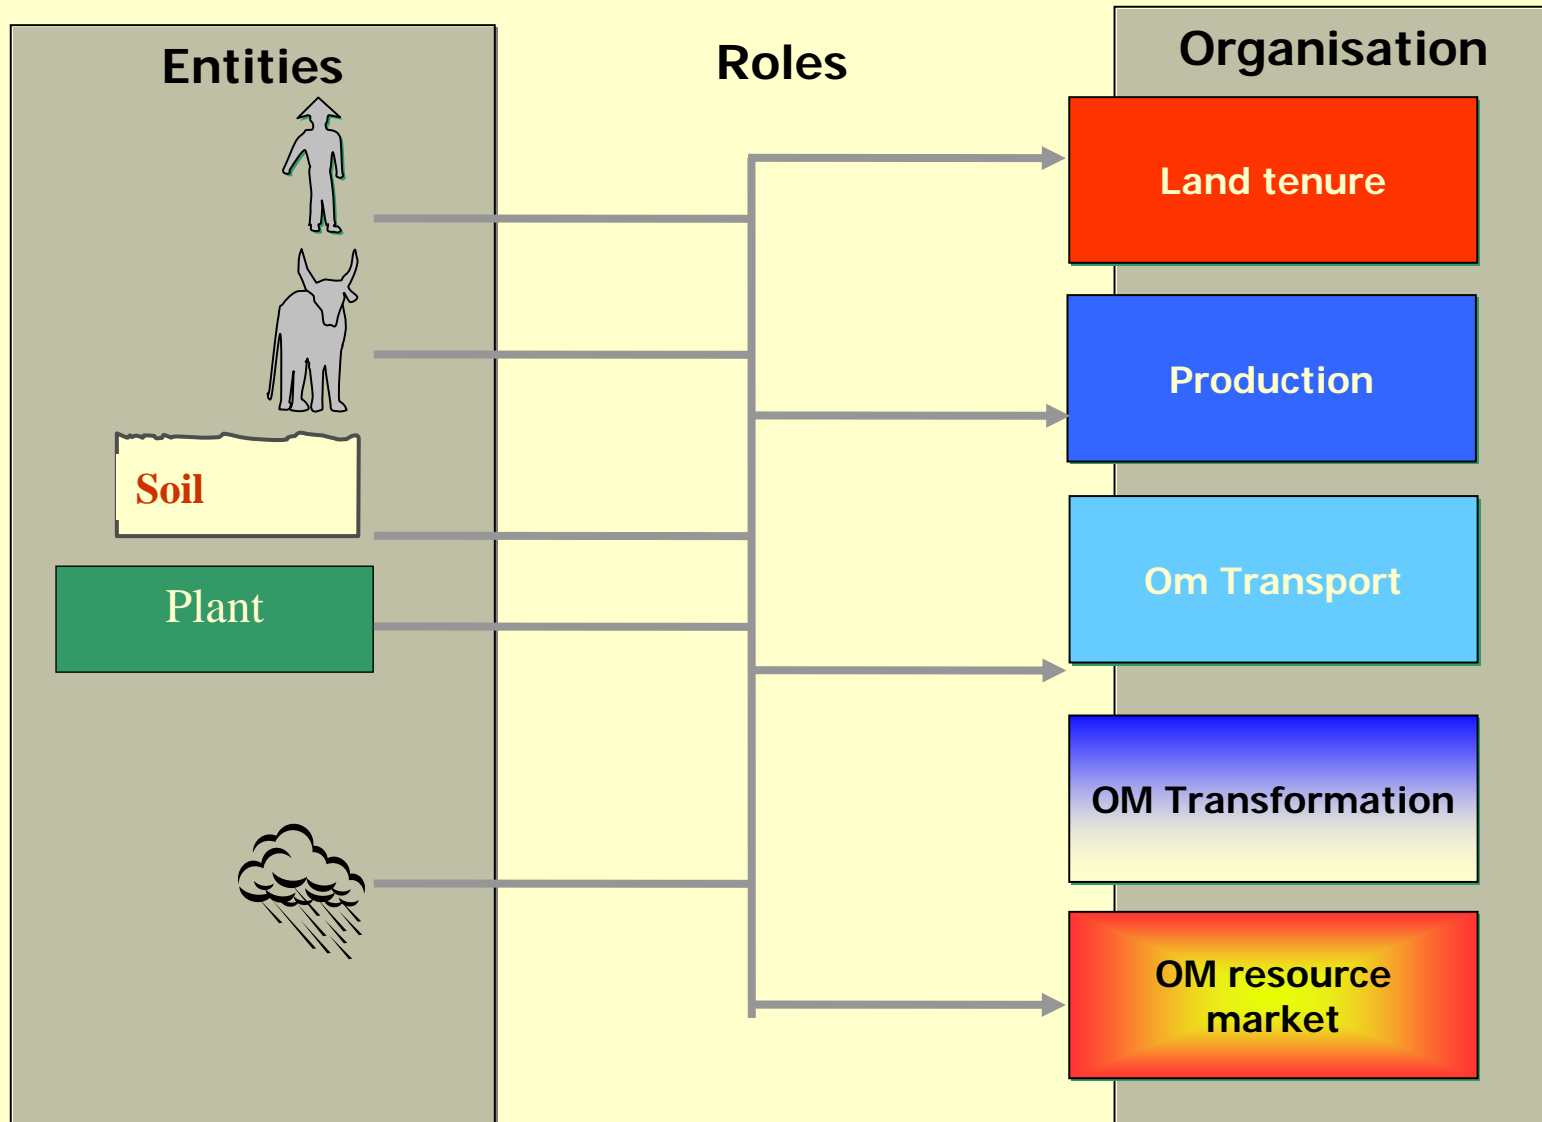 Entities
Roles
Organisation
Land tenure
Production
Soil
Om Transport
Plant
OM Transformation
OM resource
market